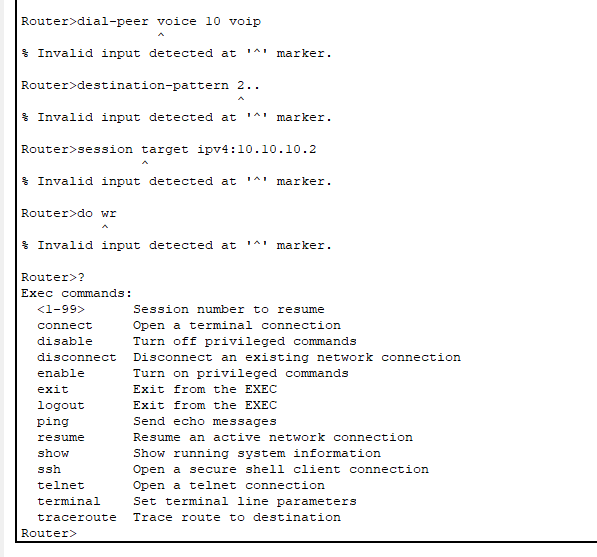 Router>dial-peer voice 10 voip
^
% Invalid input detected at '^' marker.
Router>destination-pattern 2..
^
% Invalid input detected at '^' marker.
Router>session target ipv4:10.10.10.2
^
% Invalid input detected at '^' marker.
Router>do wr
^
% Invalid input detected at '^' marker.
Router>?
Exec commands:
<1-99> Session number to resume
connect Open a terminal connection
disable Turn off privileged commands
disconnect Disconnect an existing network connection
enable Turn on privileged commands
exit Exit from the EXEC
logout Exit from the EXEC
ping Send echo messages
resume Resume an active network connection
show Show running system information
ssh Open a secure shell client connection
telnet Open a telnet connection
terminal Set terminal line parameters
traceroute Trace route to destination
Router>